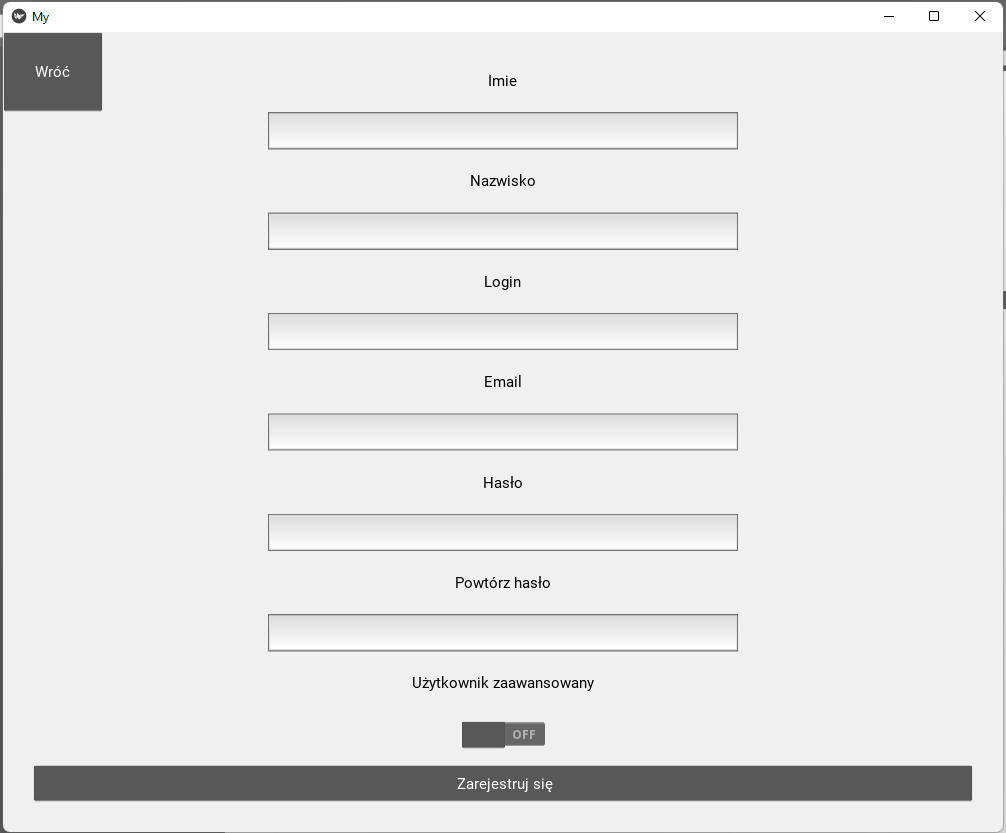 My
Wróć
Imie
Nazwisko
Login
Email
Hasło
Powtórz hasło
Użytkownik zaawansowany
OFF
Zarejestruj się